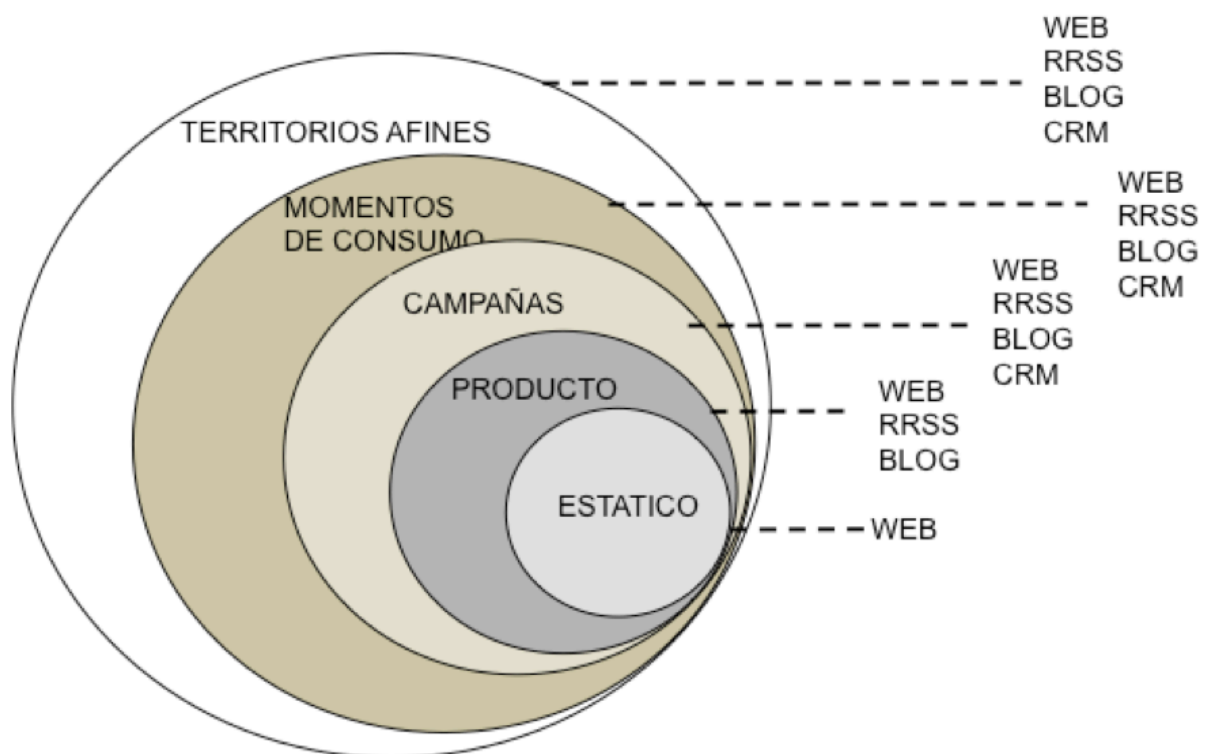 WEB
RRSS
BLOG
CRM
TERRITORIOS AFINES
WEB
RRSS
BLOG
CRM
MOMENTOS
DE CONSUMO
WEB
RRSS
BLOG
CRM
CAMPAÑAS
PRODUCTO
WEB
RRSS
BLOG
ESTATICO
WEB